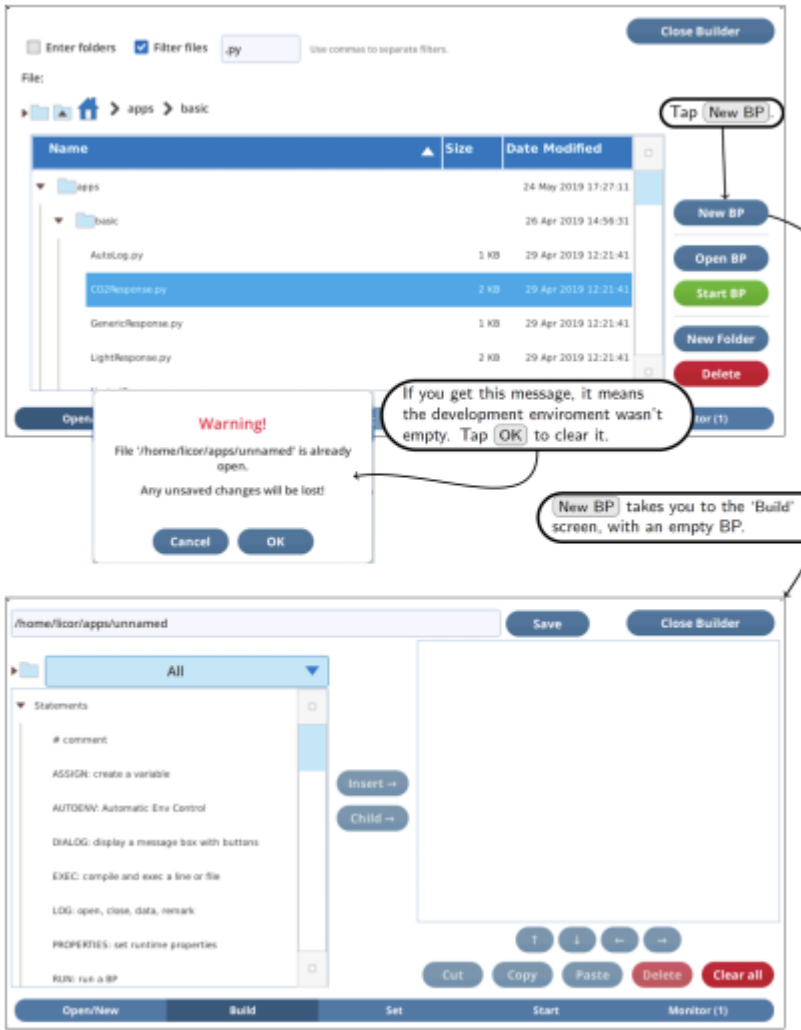 Close Builder
Enter folders Filter files .py Use commas to separate filters.
File:
apps basic
Tap New BP.
Name Size Date Modified
apps 24 May 2019 17:27:11
basic 26 Apr 2019 14:56:31
New BP
AutoLog.py 1 KB 29 Apr 2019 12:21:41
Open BP
CO2Response.py 2 KB 29 Apr 2019 12:21:41
Start BP
GenericResponse.py 1 KB 29 Apr 2019 12:21:41
New Folder
LightResponse.py 2 KB 29 Apr 2019 12:21:41
Delete
If you get this message, it means
the development enviroment wasn't
empty. Tap OK to clear it.
Open/
tor (1)
Warning!
File '/home/licor/apps/unnamed' is already
open.
Any unsaved changes will be lost!
Cancel OK
New BP takes you to the 'Build'
screen, with an empty BP.
/home/licor/apps/unnamed Save Close Builder
All
Statements
# comment
ASSIGN: create a variable
Insert →
AUTOENV: Automatic Env Control
Child →
DIALOG: display a message box with buttons
EXEC: compile and exec a line or file
LOG: open, close, data, remark
PROPERTIES: set runtime properties
↑ ↓ ← →
RUN: run a BP
Cut Copy Paste Delete Clear all
Open/New Build Set Start Monitor (1)